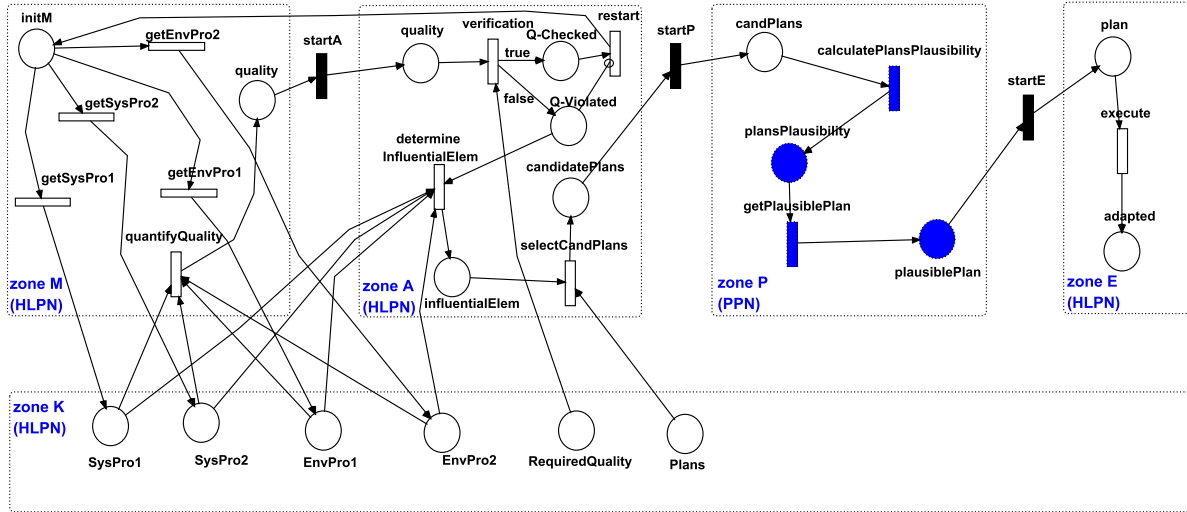 initM
getEnvPro2
getSysPro2
getSysPro1
getEnvPro1
quantifyQuality
quality
zone M
(HLPN)
startA
quality
verification
true
false
Q-Checked
Q-Violated
restart
determine
InfluentialElem
candidatePlans
selectCandPlans
influentialElem
zone A
(HLPN)
startP
candPlans
calculatePlansPlausibility
plansPlausibility
getPlausiblePlan
plausiblePlan
zone P
(PPN)
startE
plan
execute
adapted
zone E
(HLPN)
zone K
(HLPN)
SysPro1
SysPro2
EnvPro1
EnvPro2
RequiredQuality
Plans